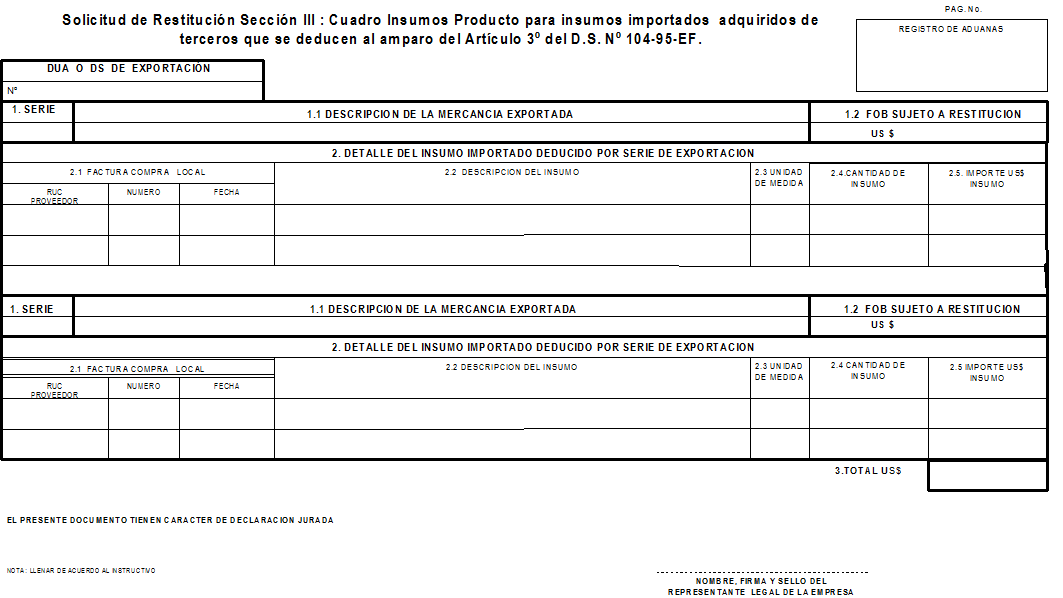 PAG. No.
Solicitud de Restitución Sección III : Cuadro Insumos Producto para insumos importados adquiridos de
terceros que se deducen al amparo del Artículo 3º del D.S. Nº 104-95-EF.
REGISTRO DE ADUANAS
DUA O DS DE EXPORTACIÓN
Nº
1. SERIE
1.1 DESCRIPCION DE LA MERCANCIA EXPORTADA
1.2 FOB SUJETO A RESTITUCION
US $
2. DETALLE DEL INSUMO IMPORTADO DEDUCIDO POR SERIE DE EXPORTACION
2.1 FACTURA COMPRA LOCAL
2.2 DESCRIPCION DEL INSUMO
2.3 UNIDAD
DE MEDIDA
2.4.CANTIDAD DE
INSUMO
2.5. IMPORTE US$
INSUMO
RUC
PROVEEDOR
NUMERO
FECHA
1. SERIE
1.1 DESCRIPCION DE LA MERCANCIA EXPORTADA
1.2 FOB SUJETO A RESTITUCION
US $
2. DETALLE DEL INSUMO IMPORTADO DEDUCIDO POR SERIE DE EXPORTACION
2.1 FACTURA COMPRA LOCAL
2.2 DESCRIPCION DEL INSUMO
2.3 UNIDAD
DE MEDIDA
2.4 CANTIDAD DE
INSUMO
2.5 IMPORTE US$
INSUMO
RUC
PROVEEDOR
NUMERO
FECHA
3.TOTAL US$
EL PRESENTE DOCUMENTO TIENEN CARACTER DE DECLARACION JURADA
NOTA : LLENAR DE ACUERDO AL INSTRUCTIVO
NOMBRE, FIRMA Y SELLO DEL
REPRESENTANTE LEGAL DE LA EMPRESA